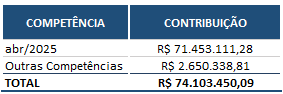 COMPETÊNCIA CONTRIBUIÇÃO
abr/2025 R$ 71.453.111,28
Outras Competências R$ 2.650.338,81
TOTAL R$ 74.103.450,09